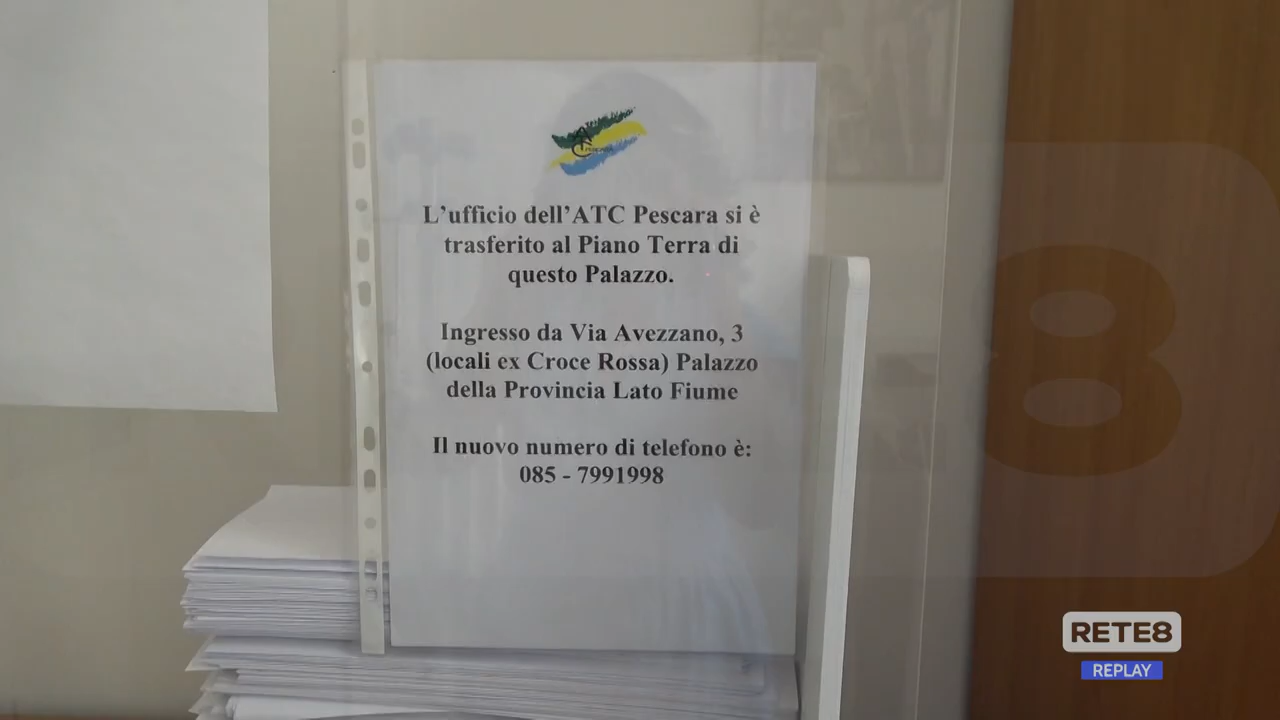 L'ufficio dell'ATC Pescara si è
trasferito al Piano Terra di
questo Palazzo.
Ingresso da Via Avezzano, 3
(locali ex Croce Rossa) Palazzo
della Provincia Lato Fiume
Il nuovo numero di telefono è:
085 - 7991998
8
RETE8
REPLAY